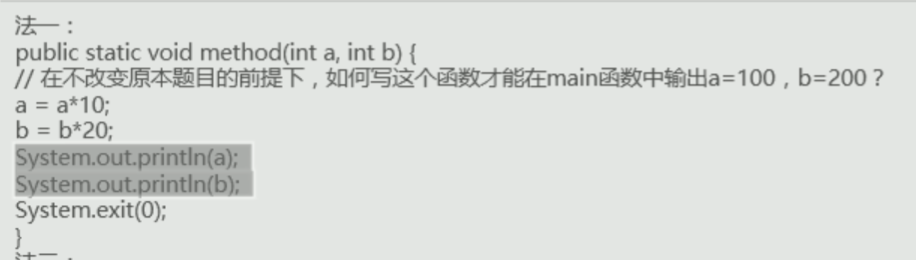 法一：
public static void method(int a, int b) {
// 在不改变原本题目的前提下，如何写这个函数才能在main函数中输出a=100，b=200？
a = a*10;
b = b*20;
System.out.println(a);
System.out.println(b);
System.exit(0);
}